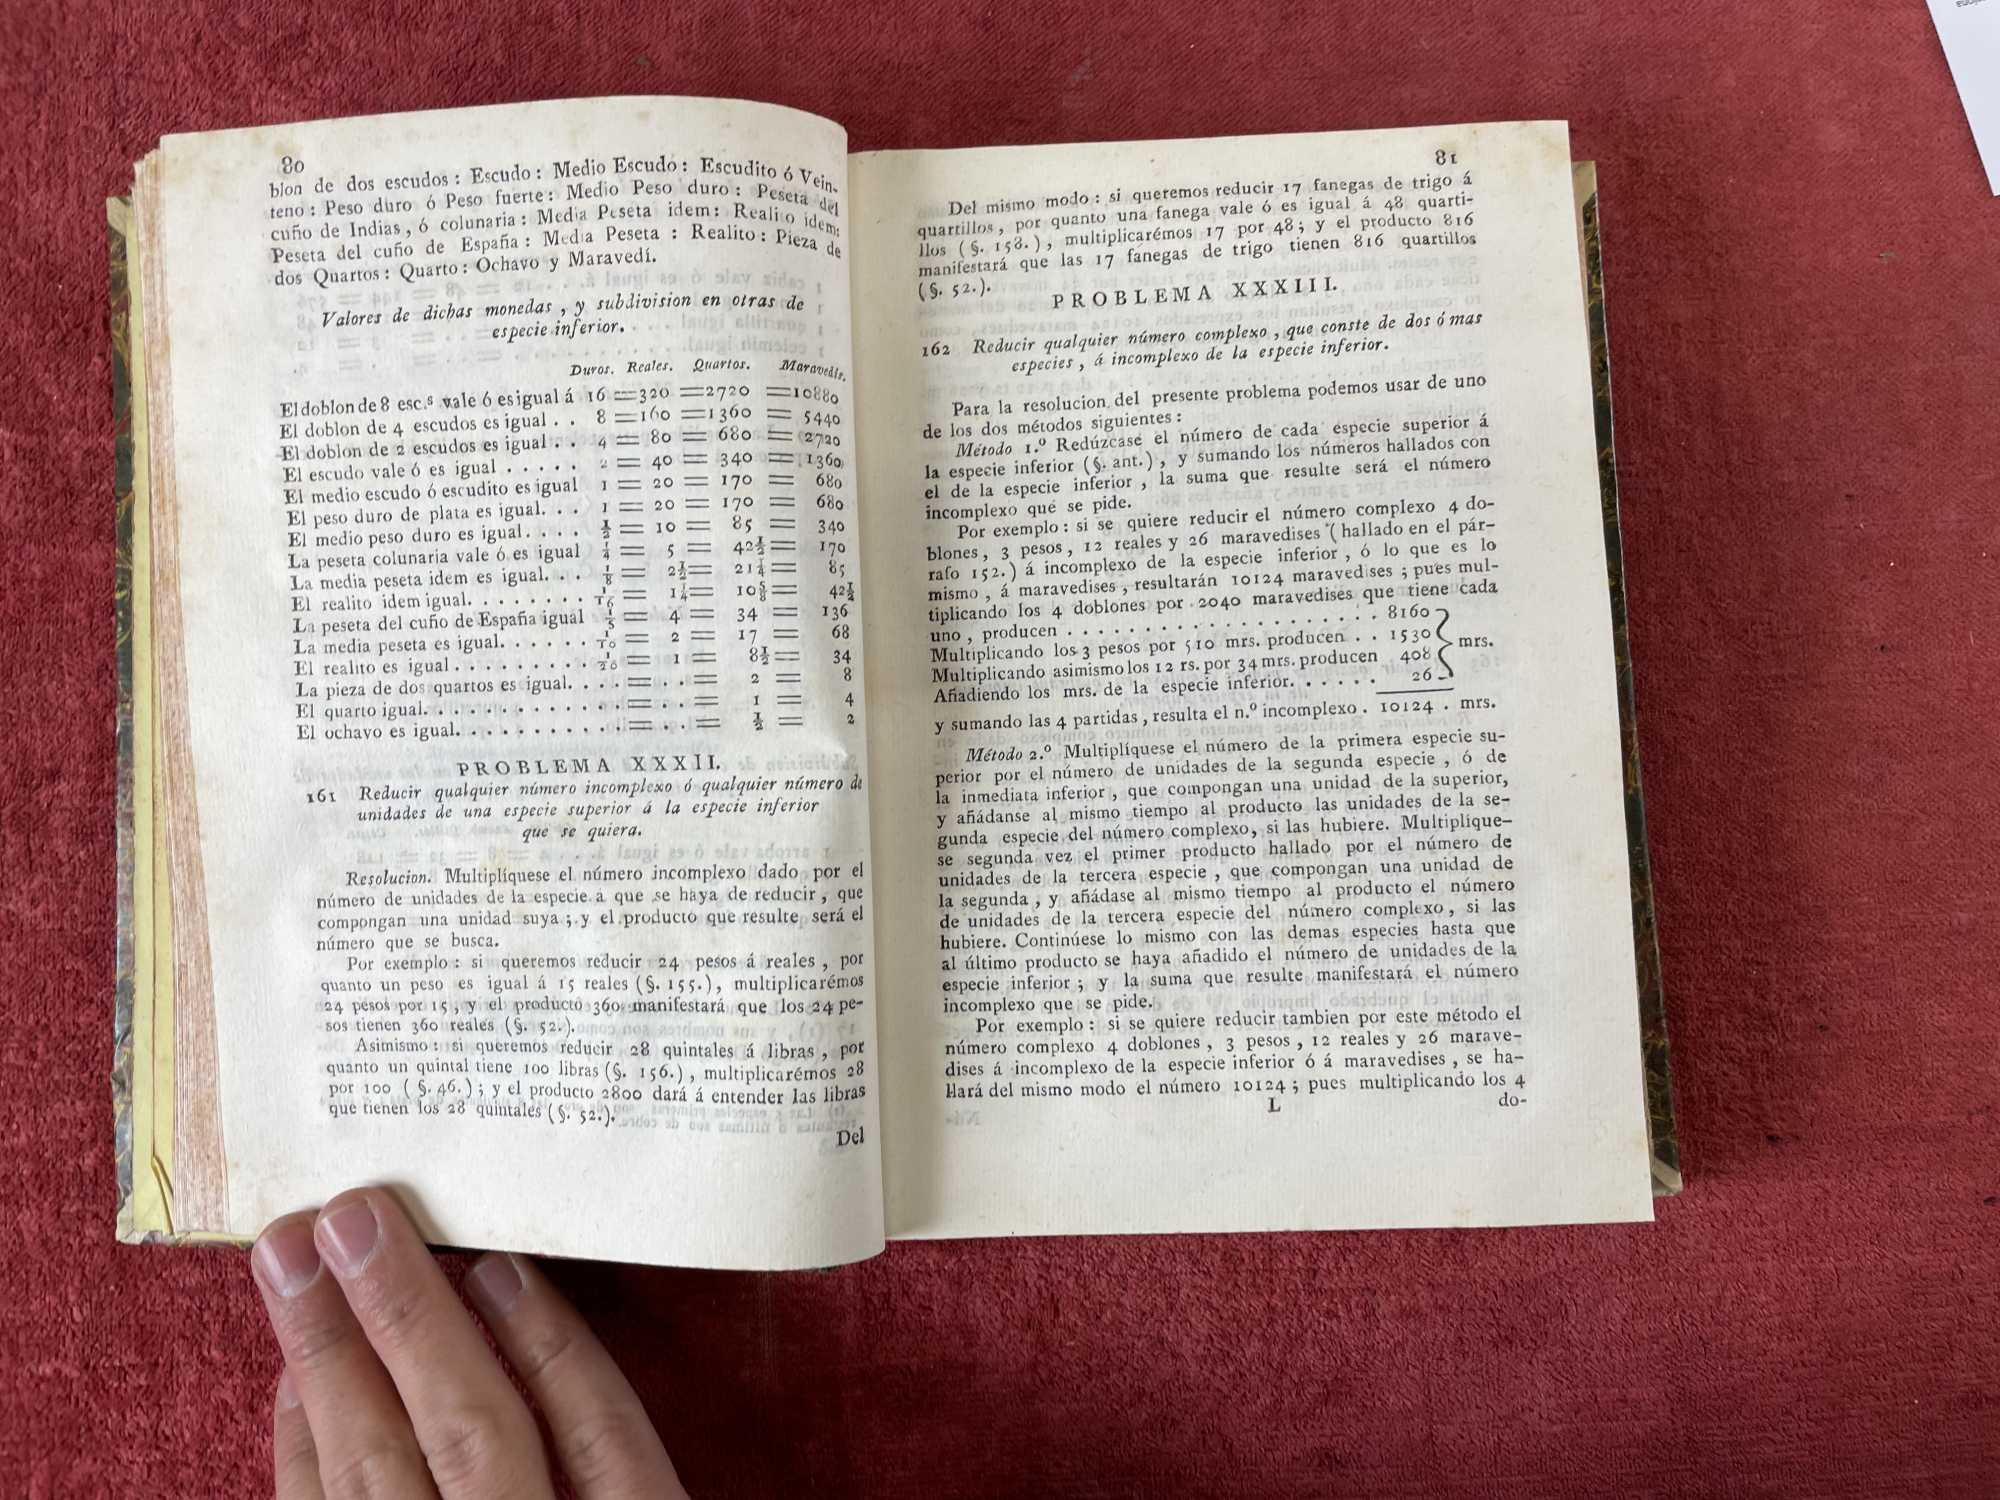 80
blon de dos escudos : Escudo : Medio Escudo : Escudito ó Vein-
teno : Peso duro ó Peso fuerte : Medio Peso duro : Peseta del
cuño de Indias, ó colunaria : Media Peseta idem : Realito idem:
Peseta del cuño de España : Media Peseta : Realito : Pieza de
dos Quartos : Quarto : Ochavo y Maravedí.
Valores de dichas monedas, y subdivision en otras de
especie inferior.
Duros. Reales. Quartos. Maravedis.
El doblon de 8 esc.s vale ó es igual á 16 = 320 = 2720 = 10880
El doblon de 4 escudos es igual . . 8 = 160 = 1360 = 5440
El doblon de 2 escudos es igual . . 4 = 80 = 680 = 2720
El escudo vale ó es igual . . . . . 2 = 40 = 340 = 1360
El medio escudo ó escudito es igual 1 = 20 = 170 = 680
El peso duro de plata es igual. . . 1 = 20 = 170 = 680
El medio peso duro es igual. . . . ½ = 10 = 85 = 340
La peseta colunaria vale ó es igual ¼ = 5 = 42½ = 170
La media peseta idem es igual. . . ⅛ = 2½ = 21¼ = 85
El realito idem igual. . . . . . . . 1/16 = 1¼ = 10⅝ = 42½
La peseta del cuño de España igual ⅕ = 4 = 34 = 136
La media peseta es igual. . . . . . 1/10 = 2 = 17 = 68
El realito es igual . . . . . . . . . 1/20 = 1 = 8½ = 34
La pieza de dos quartos es igual. . . . = . . = 2 = 8
El quarto igual. . . . . . . . . . . . = . . = 1 = 4
El ochavo es igual. . . . . . . . . . . = . . = ½ = 2
PROBLEMA XXXII.
161 Reducir qualquier número incomplexo ó qualquier número de
unidades de una especie superior á la especie inferior
que se quiera.
Resolucion. Multiplíquese el número incomplexo dado por el
número de unidades de la especie a que se haya de reducir, que
compongan una unidad suya ; y el producto que resulte será el
número que se busca.
Por exemplo : si queremos reducir 24 pesos á reales, por
quanto un peso es igual á 15 reales (§. 155.), multiplicarémos
24 pesos por 15, y el producto 360 manifestará que los 24 pe-
sos tienen 360 reales (§. 52.).
Asimismo : si queremos reducir 28 quintales á libras, por
quanto un quintal tiene 100 libras (§. 156.), multiplicarémos 28
por 100 ( §. 46.) ; y el producto 2800 dará á entender las libras
que tienen los 28 quintales (§. 52.).
Del
81
Del mismo modo : si queremos reducir 17 fanegas de trigo á
quartillos, por quanto una fanega vale ó es igual á 48 quarti-
llos (§. 158.), multiplicarémos 17 por 48 ; y el producto 816
manifestará que las 17 fanegas de trigo tienen 816 quartillos
(§. 52.).
PROBLEMA XXXIII.
162 Reducir qualquier número complexo, que conste de dos ó mas
especies, á incomplexo de la especie inferior.
Para la resolucion del presente problema podemos usar de uno
de los dos métodos siguientes :
Método 1.º Redúzcase el número de cada especie superior á
la especie inferior (§. ant.), y sumando los números hallados con
el de la especie inferior, la suma que resulte será el número
incomplexo que se pide.
Por exemplo : si se quiere reducir el número complexo 4 do-
blones, 3 pesos, 12 reales y 26 maravedises ( hallado en el pár-
rafo 152.) á incomplexo de la especie inferior, ó lo que es lo
mismo, á maravedises, resultarán 10124 maravedises ; pues mul-
tiplicando los 4 doblones por 2040 maravedises que tiene cada
uno, producen . . . . . . . . . . . . . . . . . . . . 8160
Multiplicando los 3 pesos por 510 mrs. producen . . 1530 mrs.
Multiplicando asimismo los 12 rs. por 34 mrs. producen 408
Añadiendo los mrs. de la especie inferior. . . . . . 26
y sumando las 4 partidas, resulta el n.º incomplexo . 10124 . mrs.
Método 2.º Multiplíquese el número de la primera especie su-
perior por el número de unidades de la segunda especie, ó de
la inmediata inferior, que compongan una unidad de la superior,
y añádanse al mismo tiempo al producto las unidades de la se-
gunda especie del número complexo, si las hubiere. Multiplíque-
se segunda vez el primer producto hallado por el número de
unidades de la tercera especie, que compongan una unidad de
la segunda, y añádase al mismo tiempo al producto el número
de unidades de la tercera especie del número complexo, si las
hubiere. Continúese lo mismo con las demas especies hasta que
al último producto se haya añadido el número de unidades de la
especie inferior ; y la suma que resulte manifestará el número
incomplexo que se pide.
Por exemplo : si se quiere reducir tambien por este método el
número complexo 4 doblones, 3 pesos, 12 reales y 26 marave-
dises á incomplexo de la especie inferior ó á maravedises, se ha-
llará del mismo modo el número 10124 ; pues multiplicando los 4
L do-